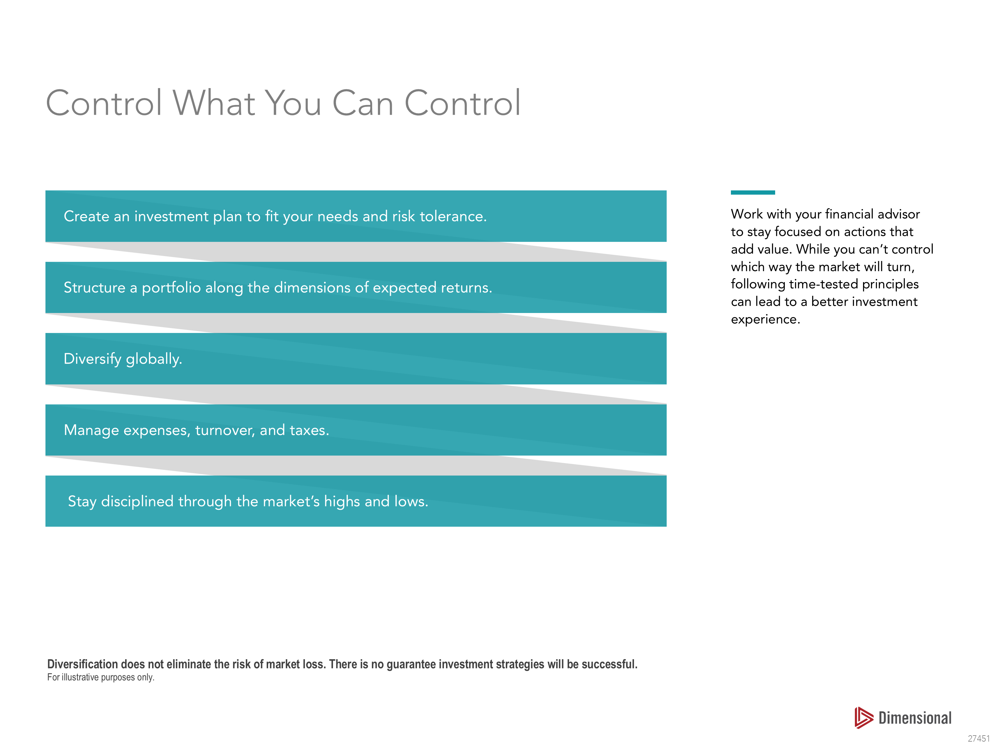 Control What You Can Control
Create an investment plan to fit your needs and risk tolerance.
Structure a portfolio along the dimensions of expected returns.
Diversify globally.
Manage expenses, turnover, and taxes.
Stay disciplined through the market’s highs and lows.
Work with your financial advisor
to stay focused on actions that
add value. While you can’t control
which way the market will turn,
following time-tested principles
can lead to a better investment
experience.
Diversification does not eliminate the risk of market loss. There is no guarantee investment strategies will be successful.
For illustrative purposes only.
Dimensional
27451